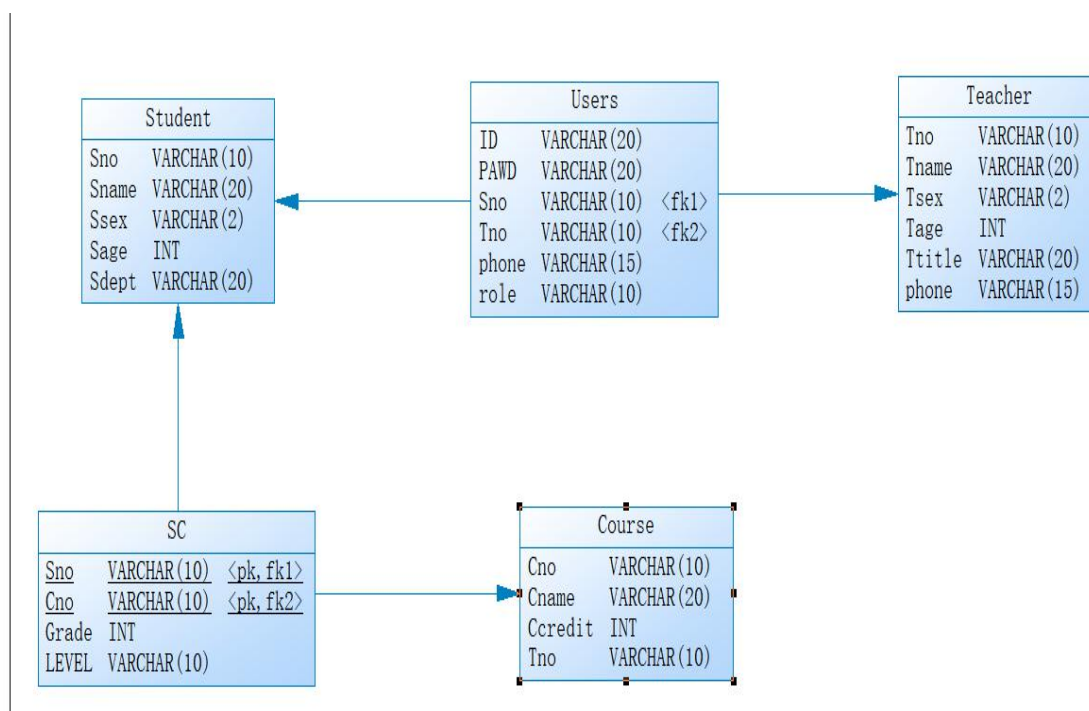 Student
Sno VARCHAR(10)
Sname VARCHAR(20)
Ssex VARCHAR(2)
Sage INT
Sdept VARCHAR(20)
Users
ID VARCHAR(20)
PAWD VARCHAR(20)
Sno VARCHAR(10) <fk1>
Tno VARCHAR(10) <fk2>
phone VARCHAR(15)
role VARCHAR(10)
Teacher
Tno VARCHAR(10)
Tname VARCHAR(20)
Tsex VARCHAR(2)
Tage INT
Ttitle VARCHAR(20)
phone VARCHAR(15)
SC
Sno VARCHAR(10) <pk,fk1>
Cno VARCHAR(10) <pk,fk2>
Grade INT
LEVEL VARCHAR(10)
Course
Cno VARCHAR(10)
Cname VARCHAR(20)
Ccredit INT
Tno VARCHAR(10)